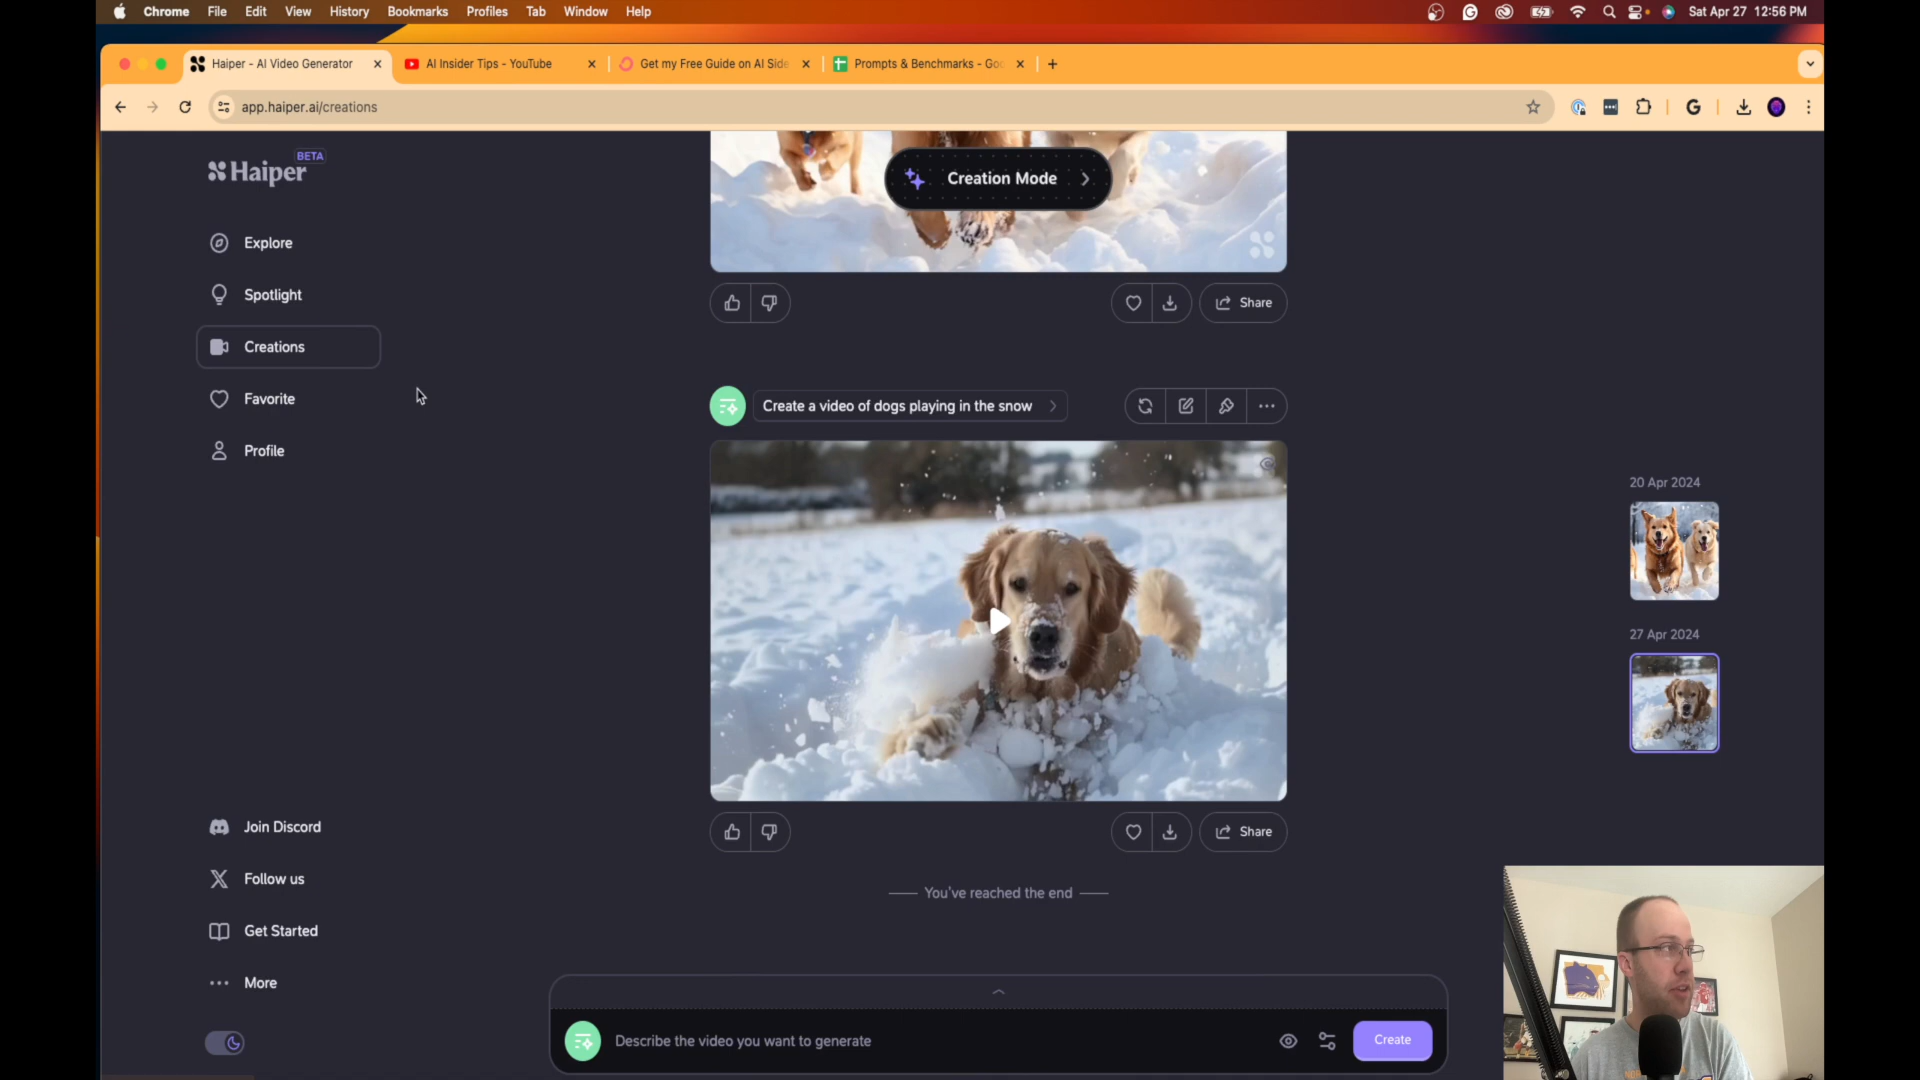 Chrome File Edit View History Bookmarks Profiles Tab Window Help Sat Apr 27 12:56 PM
Haiper - AI Video Generator AI Insider Tips - YouTube Get my Free Guide on AI Side Prompts & Benchmarks - Goo
app.haiper.ai/creations
Haiper BETA
Creation Mode
Explore
Spotlight
Share
Creations
Favorite
Create a video of dogs playing in the snow
Profile
20 Apr 2024
27 Apr 2024
Join Discord
Share
Follow us
You've reached the end
Get Started
More
Describe the video you want to generate
Create